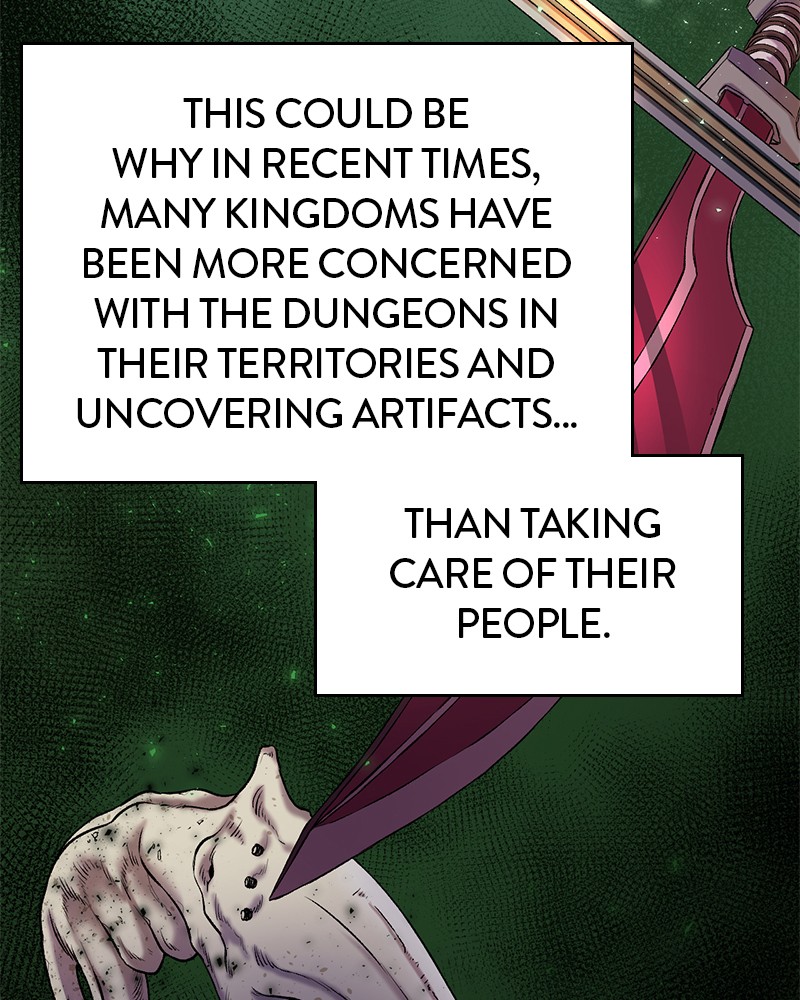 THIS COULD BE
WHY IN RECENT TIMES,
MANY KINGDOMS HAVE
BEEN MORE CONCERNED
WITH THE DUNGEONS IN
THEIR TERRITORIES AND
UNCOVERING ARTIFACTS...
THAN TAKING
CARE OF THEIR
PEOPLE.